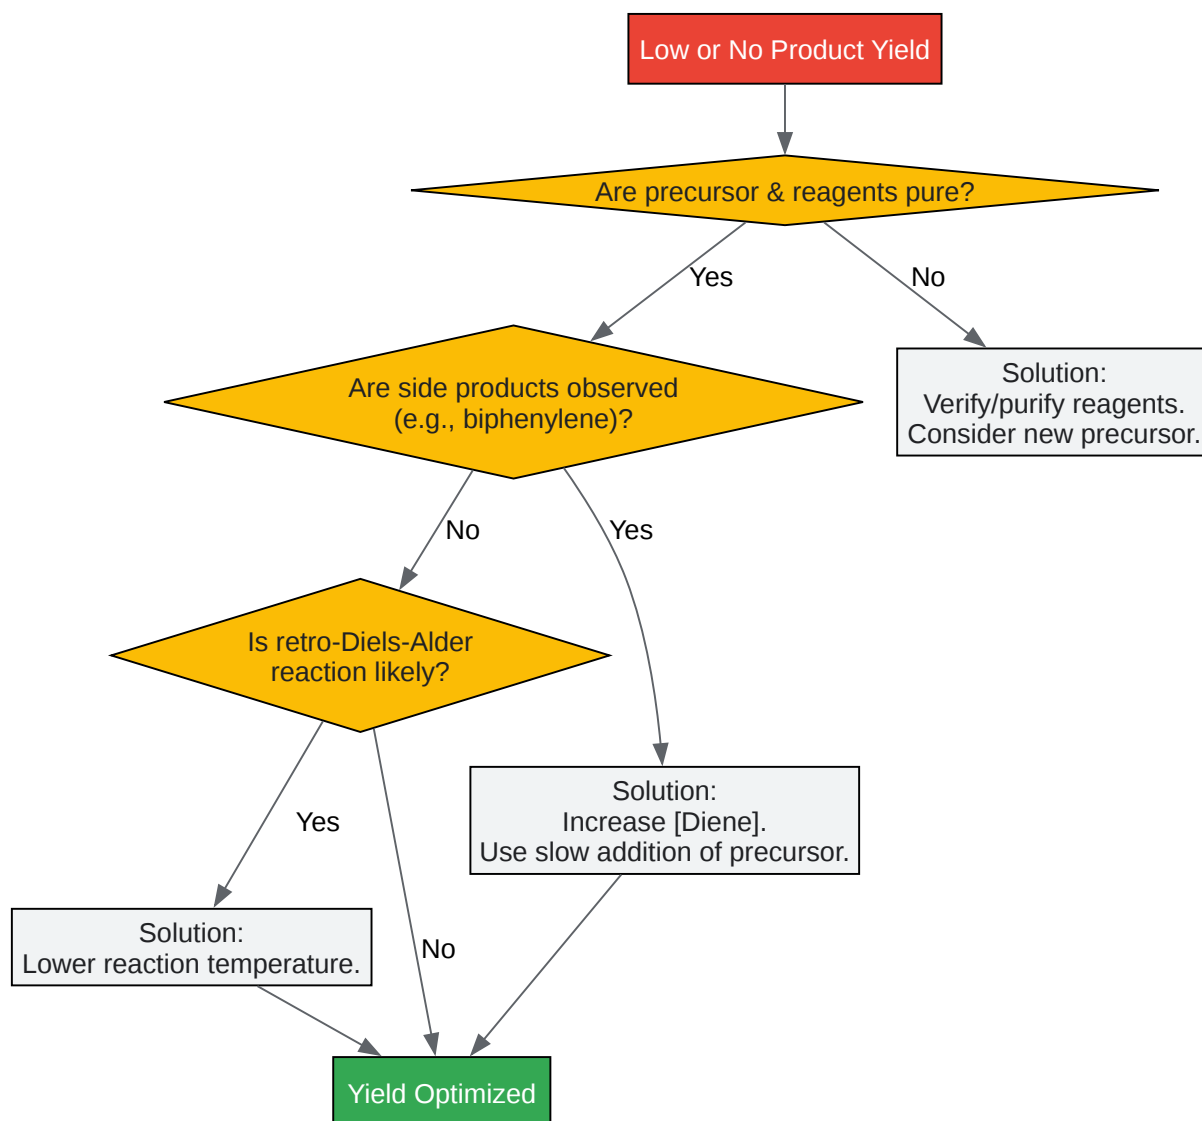 Low or No Product Yield
Are precursor & reagents pure?
Yes
No
Are side products observed
(e.g., biphenylene)?
Solution:
Verify/purify reagents.
Consider new precursor.
No
Yes
Is retro-Diels-Alder
reaction likely?
Solution:
Increase [Diene].
Use slow addition of precursor.
Yes
No
Solution:
Lower reaction temperature.
Yield Optimized